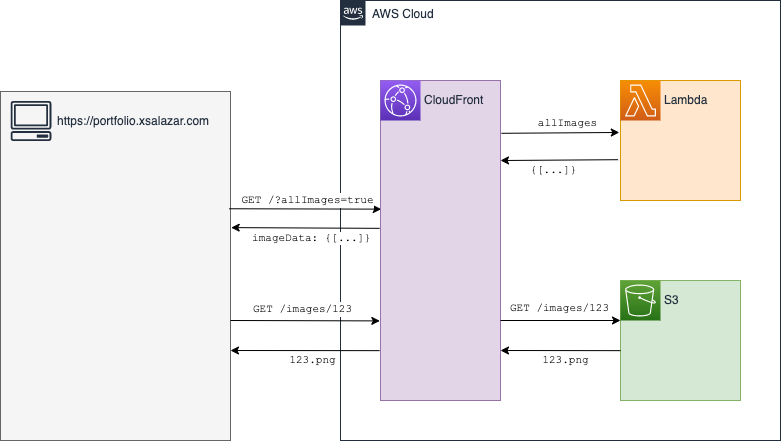 aws
AWS Cloud
https://portfolio.xsalazar.com
CloudFront
Lambda
allImages
{[...]}
GET /?allImages=true
imageData: {[...]}
S3
GET /images/123
GET /images/123
123.png
123.png